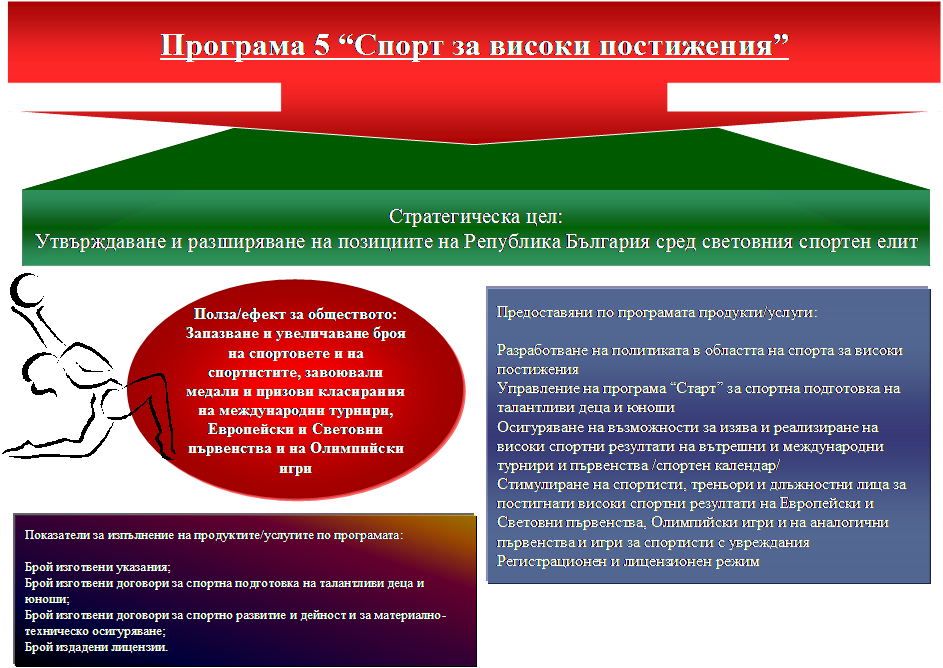 Програма 5 “Спорт за високи постижения”
Стратегическа цел:
Утвърждаване и разширяване на позициите на Република България сред световния спортен елит
Полза/ефект за обществото:
Запазване и увеличаване броя
на спортовете и на
спортистите, завоювали
медали и призови класирания
на международни турнири,
Европейски и Световни
първенства и на Олимпийски
игри
Предоставяни по програмата продукти/услуги:
Разработване на политиката в областта на спорта за високи
постижения
Управление на програма “Старт” за спортна подготовка на
талантливи деца и юноши
Осигуряване на възможности за изява и реализиране на
високи спортни резултати на вътрешни и международни
турнири и първенства /спортен календар/
Стимулиране на спортисти, треньори и длъжностни лица за
постигнати високи спортни резултати на Европейски и
Световни първенства, Олимпийски игри и на аналогични
първенства и игри за спортисти с увреждания
Регистрационен и лицензионен режим
Показатели за изпълнение на продуктите/услугите по програмата:
Брой изготвени указания;
Брой изготвени договори за спортна подготовка на талантливи деца и
юноши;
Брой изготвени договори за спортно развитие и дейност и за материално-
техническо осигуряване;
Брой издадени лицензии.